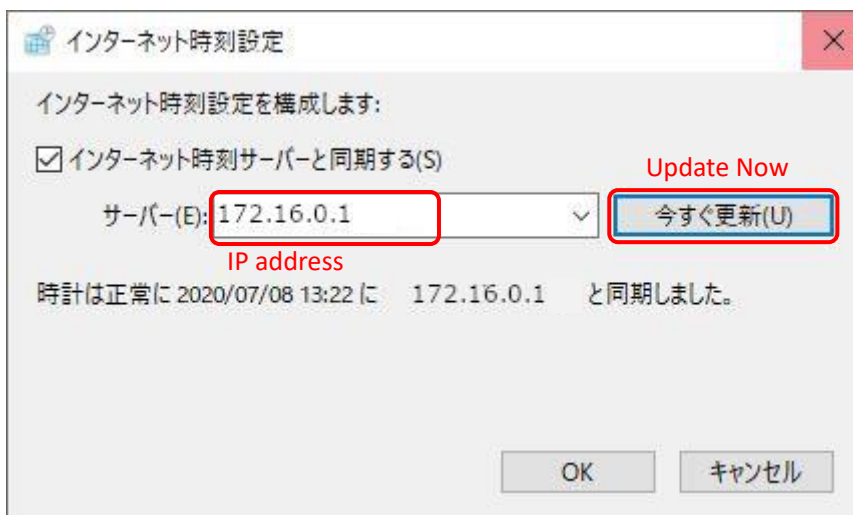 インターネット時刻設定
インターネット時刻設定を構成します:
インターネット時刻サーバーと同期する(S)
Update Now
サーバー(E): 172.16.0.1 今すぐ更新(U)
IP address
時計は正常に 2020/07/08 13:22 に 172.16.0.1 と同期しました。
OK キャンセル